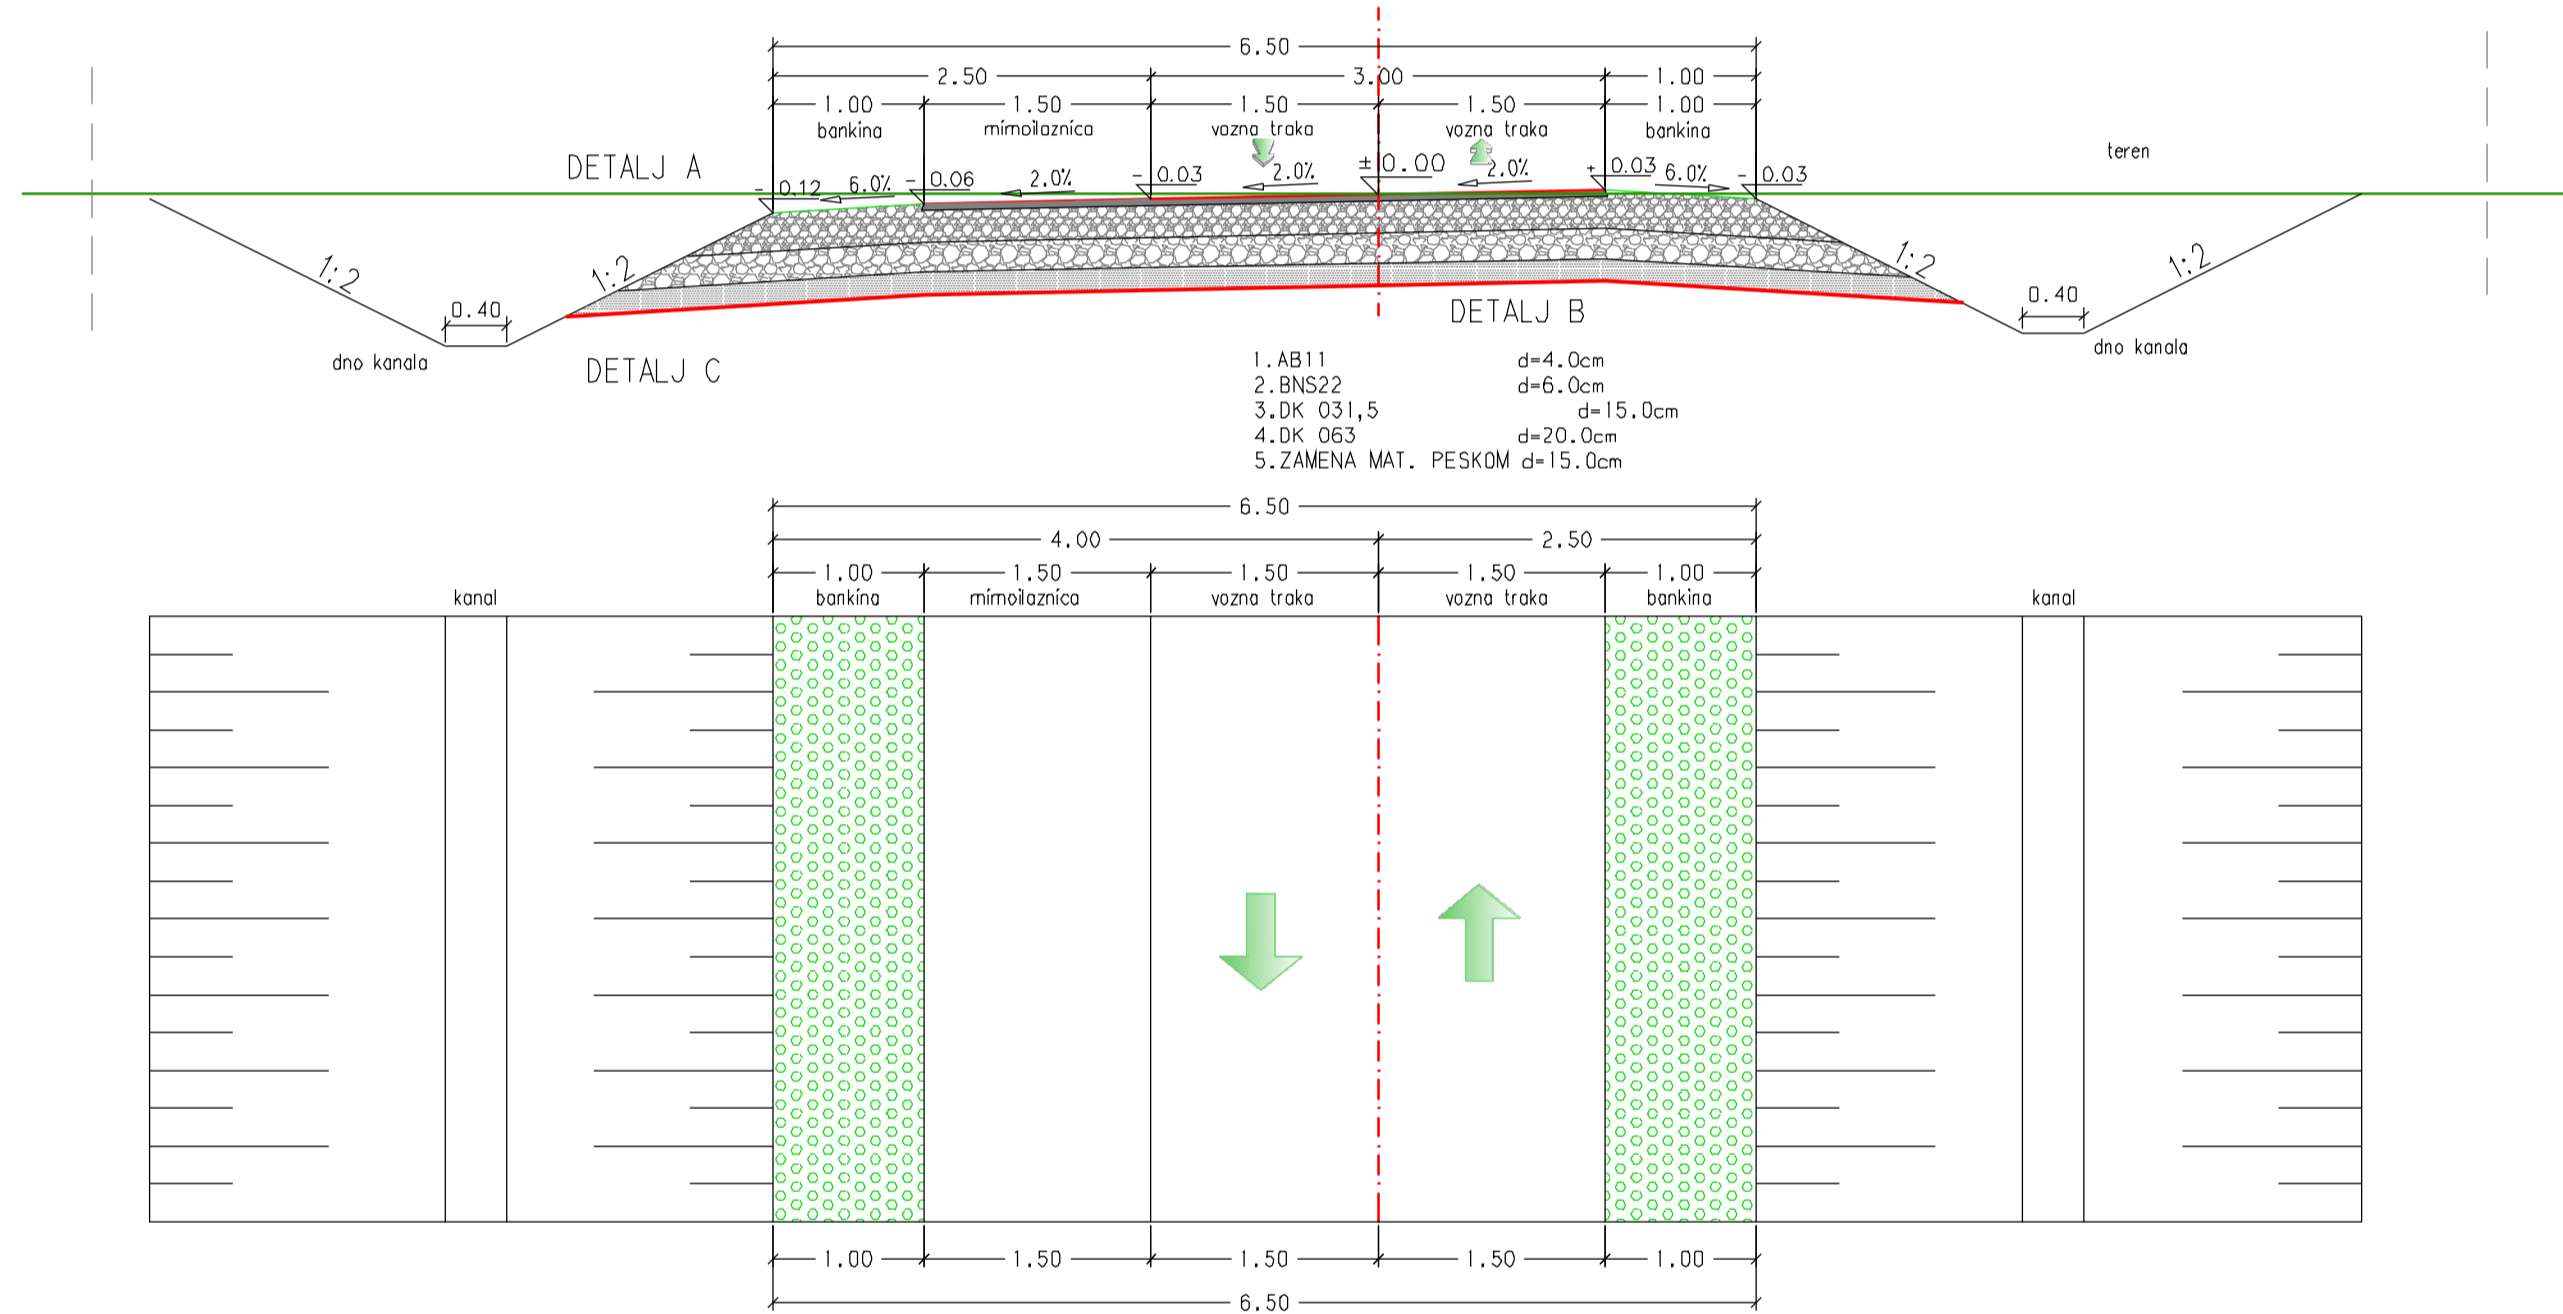 6.50
2.50 3.00 1.00
1.00 1.50 1.50 1.50 1.00
bankina mimoilaznica vozna traka vozna traka bankina
teren
DETALJ A
- 0.12 6.0% - 0.06 2.0% - 0.03 2.0% ±0.00 2.0% + 0.03 6.0% - 0.03
1:2 1:2 1:2 1:2
0.40 0.40
dno kanala DETALJ C DETALJ B dno kanala
1.AB11 d=4.0cm
2.BNS22 d=6.0cm
3.DK 031,5 d=15.0cm
4.DK 063 d=20.0cm
5.ZAMENA MAT. PESKOM d=15.0cm
6.50
4.00 2.50
1.00 1.50 1.50 1.50 1.00
kanal bankina mimoilaznica vozna traka vozna traka bankina kanal
1.00 1.50 1.50 1.50 1.00
6.50